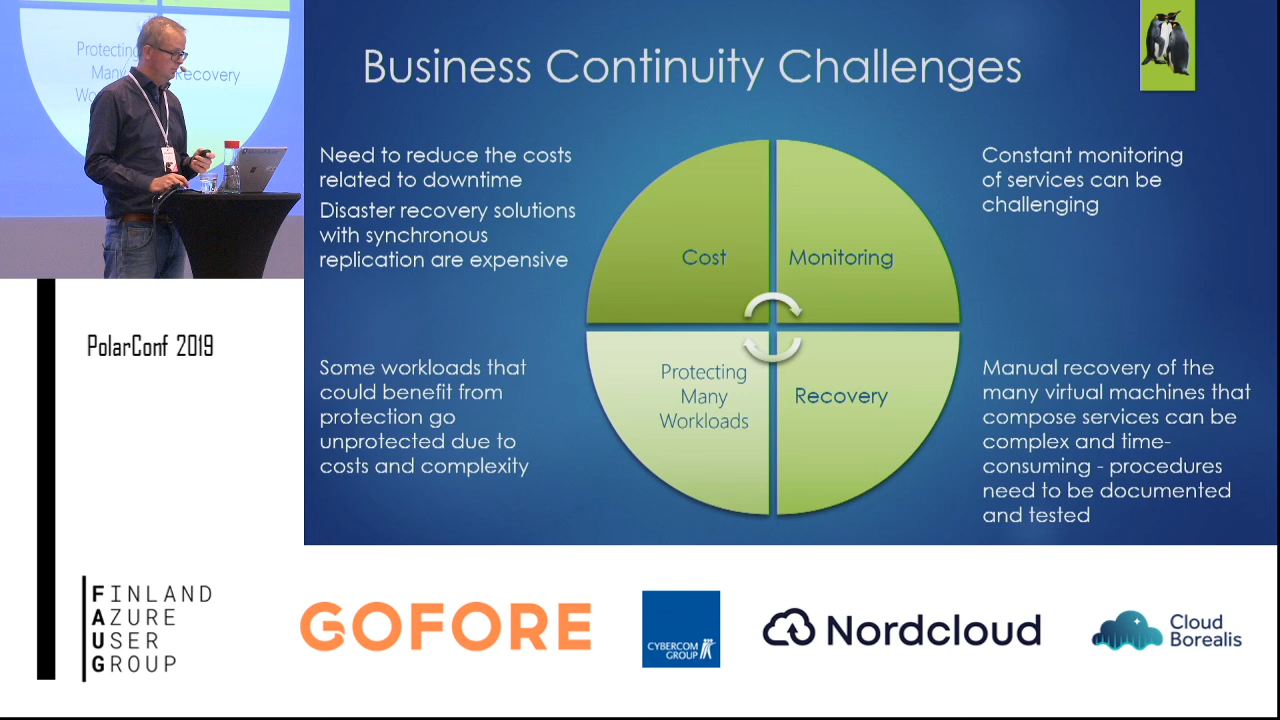 Protecting
Many
Recovery
Business Continuity Challenges
Need to reduce the costs
related to downtime
Disaster recovery solutions
with synchronous
replication are expensive
Cost
Monitoring
Constant monitoring
of services can be
challenging
Some workloads that
could benefit from
protection go
unprotected due to
costs and complexity
Protecting
Many
Workloads
Recovery
Manual recovery of the
many virtual machines that
compose services can be
complex and time-
consuming - procedures
need to be documented
and tested
PolarConf 2019
FINLAND
AZURE
USER
GROUP
GOFORE
CYBERCOM
GROUP
Nordcloud
Cloud
Borealis